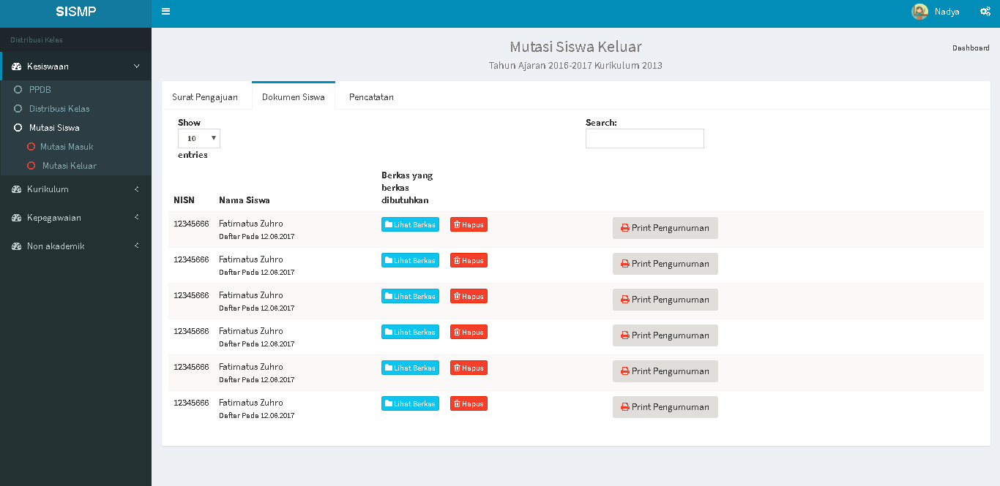 SISMP
Nadya
Distribusi Kelas
Kesiswaan
PPDB
Distribusi Kelas
Mutasi Siswa
Mutasi Masuk
Mutasi Keluar
Kurikulum
Kepegawaian
Non akademik
Mutasi Siswa Keluar
Dashboard
Tahun Ajaran 2016-2017 Kurikulum 2013
Surat Pengajuan Dokumen Siswa Pencatatan
Show
10
entries
Search:
NISN Nama Siswa Berkas yang
berkas
dibutuhkan
12345666 Fatimatus Zuhro Lihat Berkas Hapus Print Pengumuman
Daftar Pada 12.06.2017
12345666 Fatimatus Zuhro Lihat Berkas Hapus Print Pengumuman
Daftar Pada 12.06.2017
12345666 Fatimatus Zuhro Lihat Berkas Hapus Print Pengumuman
Daftar Pada 12.06.2017
12345666 Fatimatus Zuhro Lihat Berkas Hapus Print Pengumuman
Daftar Pada 12.06.2017
12345666 Fatimatus Zuhro Lihat Berkas Hapus Print Pengumuman
Daftar Pada 12.06.2017
12345666 Fatimatus Zuhro Lihat Berkas Hapus Print Pengumuman
Daftar Pada 12.06.2017